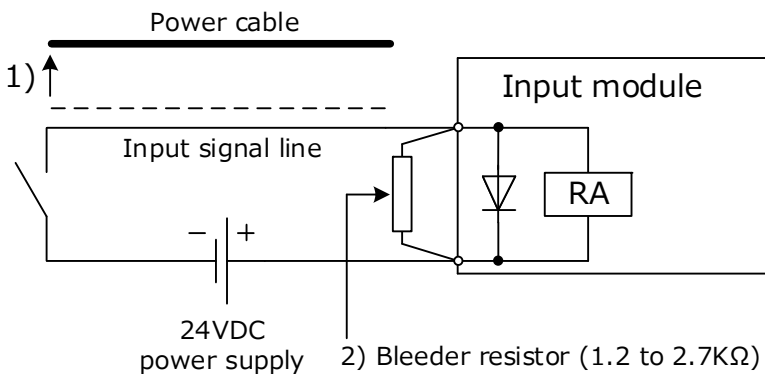 Power cable
1)
Input module
Input signal line
RA
− +
24VDC
power supply
2) Bleeder resistor (1.2 to 2.7KΩ)